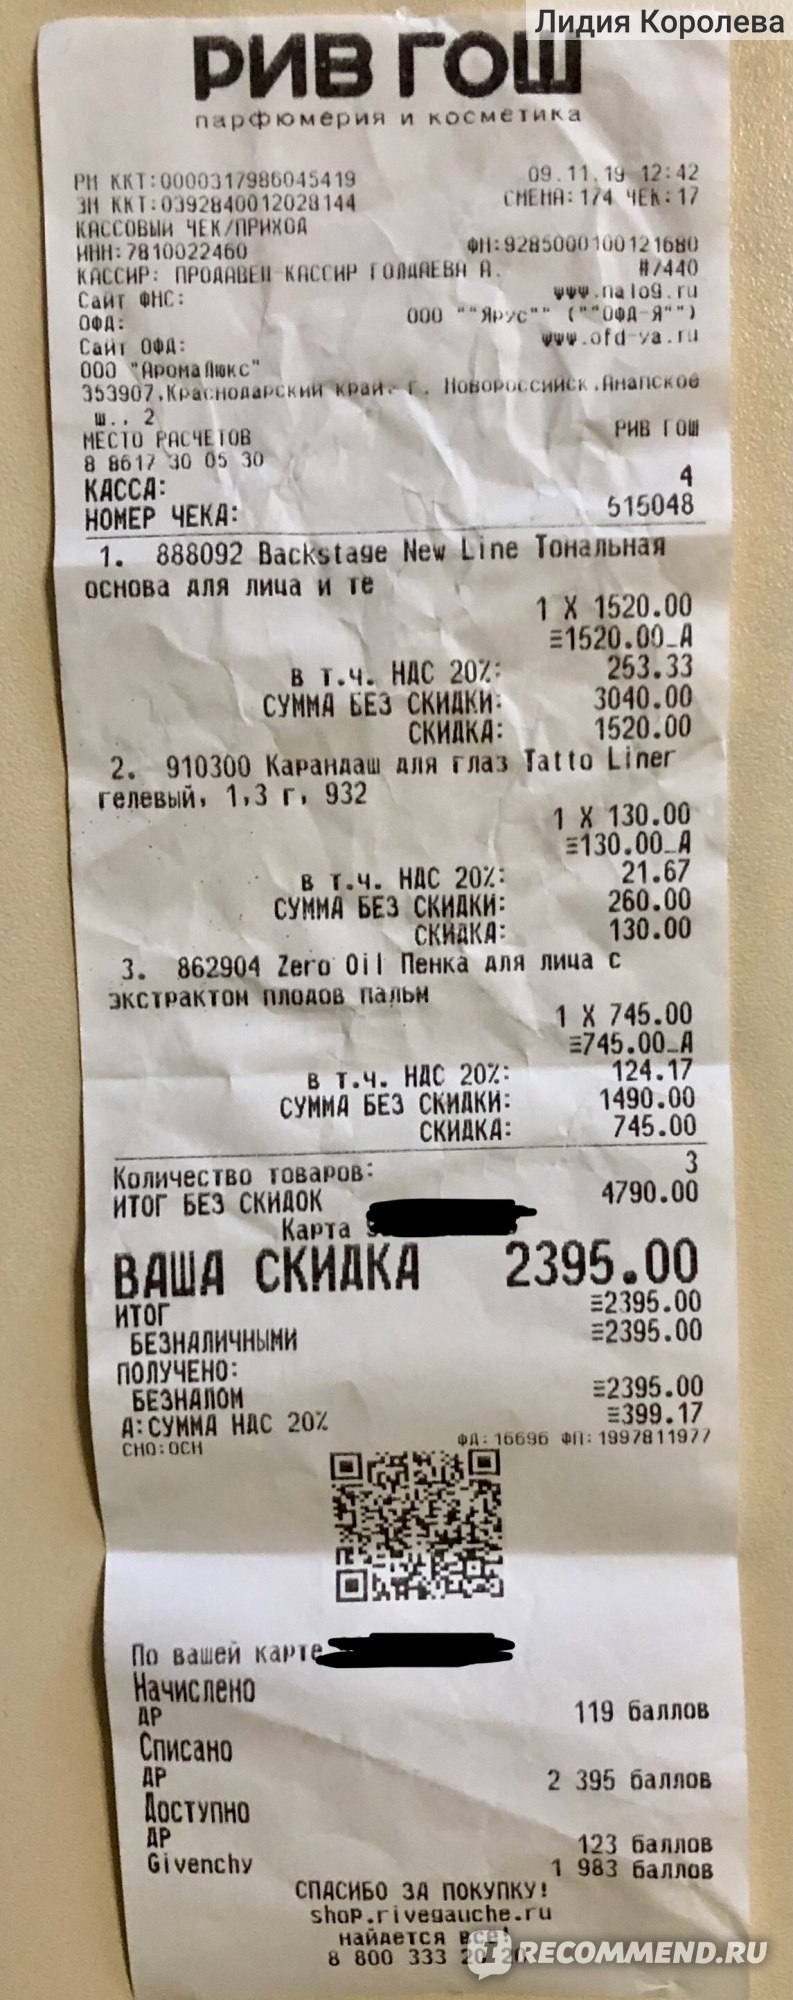 Лидия Королева
РИВ ГОШ
парфюмерия и косметика
РН ККТ:0000317986045419 09.11.19 12:42
ЗН ККТ:0392840012028144 СМЕНА:174 ЧЕК:17
КАССОВЫЙ ЧЕК/ПРИХОД
ИНН:7810022460 ФН:9285000100121680
КАССИР: ПРОДАВЕЦ-КАССИР ГОЛДАЕВА А. #7440
Сайт ФНС: www.nalog.ru
ОФД: ООО ""Ярус"" (""ОФД-Я"")
Сайт ОФД: www.ofd-ya.ru
ООО "АромаЛюкс"
353907,Краснодарский край, г. Новороссийск,Анапское
ш., 2
МЕСТО РАСЧЕТОВ РИВ ГОШ
8 8617 30 05 30
КАССА: 4
НОМЕР ЧЕКА: 515048
1. 888092 Backstage New Line Тональная
основа для лица и те
1 X 1520.00
≡1520.00_А
в т.ч. НДС 20%: 253.33
СУММА БЕЗ СКИДКИ: 3040.00
СКИДКА: 1520.00
2. 910300 Карандаш для глаз Tatto Liner
гелевый, 1,3 г, 932
1 X 130.00
≡130.00_А
в т.ч. НДС 20%: 21.67
СУММА БЕЗ СКИДКИ: 260.00
СКИДКА: 130.00
3. 862904 Zero Oil Пенка для лица с
экстрактом плодов пальм
1 X 745.00
≡745.00_А
в т.ч. НДС 20%: 124.17
СУММА БЕЗ СКИДКИ: 1490.00
СКИДКА: 745.00
Количество товаров: 3
ИТОГ БЕЗ СКИДОК 4790.00
Карта
ВАША СКИДКА 2395.00
ИТОГ ≡2395.00
БЕЗНАЛИЧНЫМИ ≡2395.00
ПОЛУЧЕНО:
БЕЗНАЛОМ ≡2395.00
А:СУММА НДС 20% ≡399.17
СНО:ОСН ФД:16696 ФП:1997811977
По вашей карте
Начислено
ДР 119 баллов
Списано
ДР 2 395 баллов
Доступно
ДР 123 баллов
Givenchy 1 983 баллов
СПАСИБО ЗА ПОКУПКУ!
shop.rivegauche.ru
найдется все!
8 800 333 20 20
IRECOMMEND.RU